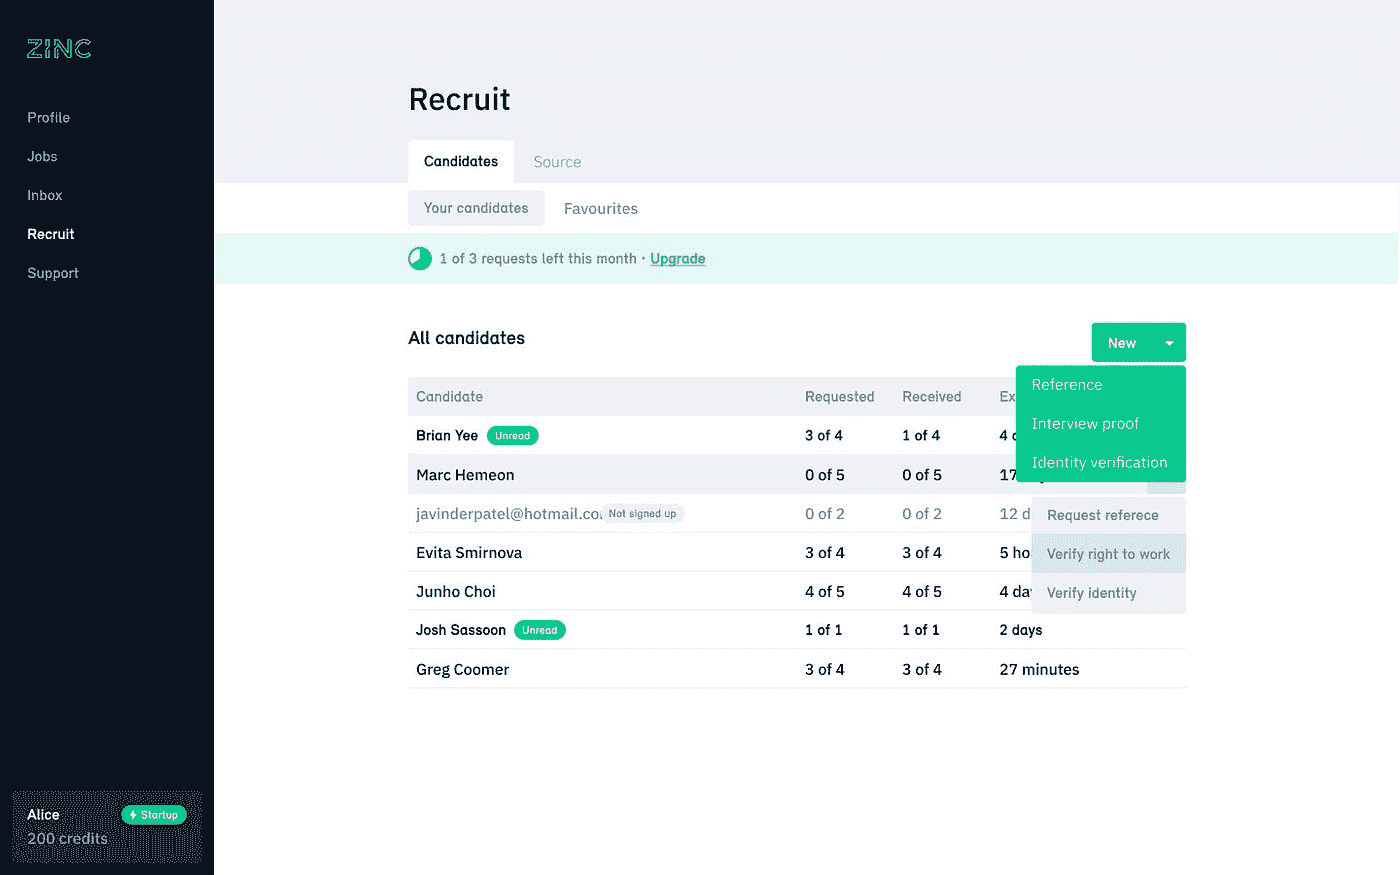 ZINC
Profile
Jobs
Inbox
Recruit
Support
Alice Startup
200 credits
Recruit
Candidates Source
Your candidates Favourites
1 of 3 requests left this month · Upgrade
All candidates
New
Reference
Interview proof
Identity verification
Candidate Requested Received Ex
Brian Yee Unread 3 of 4 1 of 4 4
Marc Hemeon 0 of 5 0 of 5 17
javinderpatel@hotmail.co Not signed up 0 of 2 0 of 2 12 d
Evita Smirnova 3 of 4 3 of 4 5 ho
Junho Choi 4 of 5 4 of 5 4 da
Josh Sassoon Unread 1 of 1 1 of 1 2 days
Greg Coomer 3 of 4 3 of 4 27 minutes
Request referece
Verify right to work
Verify identity